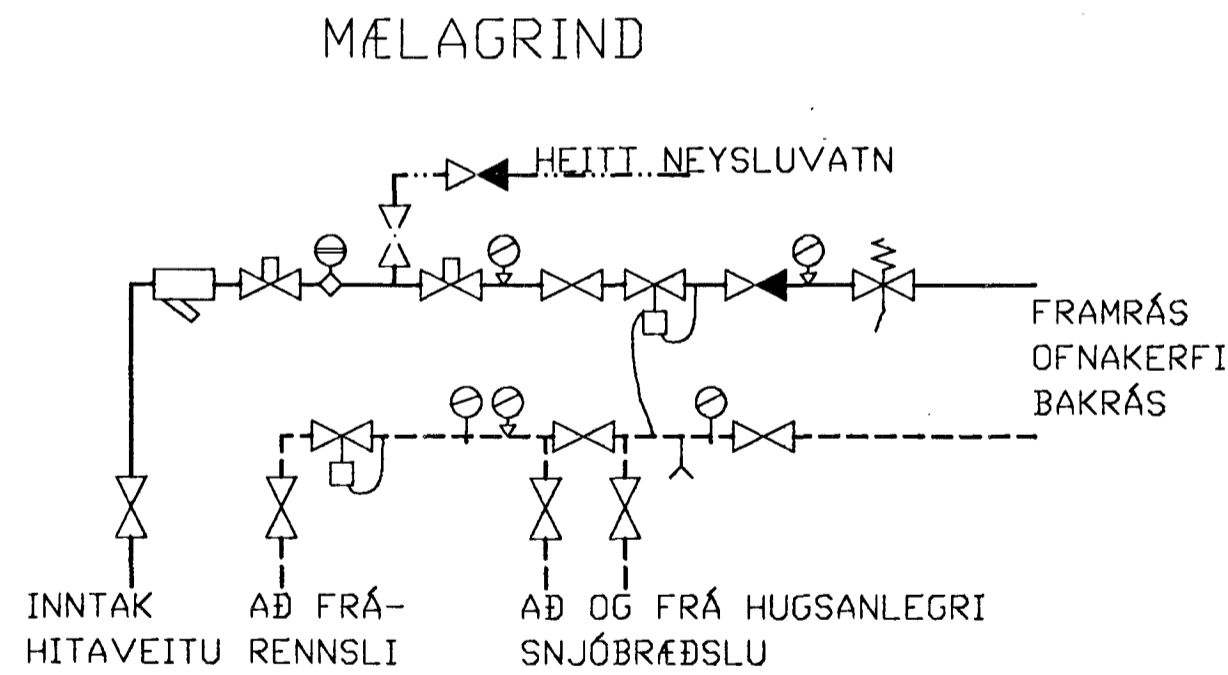 MÆLAGRIND
HEITT NEYSLUVATN
FRAMRÁS
OFNAKERFI
BAKRÁS
INNTAK
HITAVEITU
AÐ FRÁ-
RENNSLI
AÐ OG FRÁ HUGSANLEGRI
SNJÓBRÆÐSLU